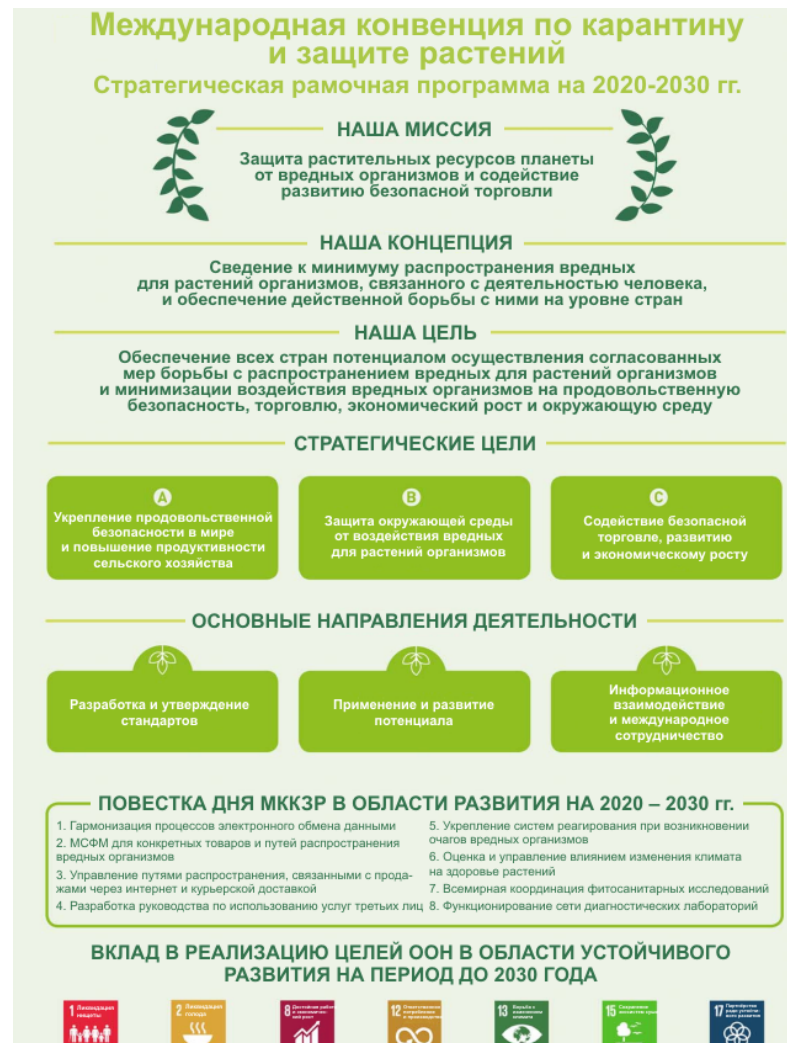 Международная конвенция по карантину
и защите растений
Стратегическая рамочная программа на 2020-2030 гг.
НАША МИССИЯ
Защита растительных ресурсов планеты
от вредных организмов и содействие
развитию безопасной торговли
НАША КОНЦЕПЦИЯ
Сведение к минимуму распространения вредных
для растений организмов, связанного с деятельностью человека,
и обеспечение действенной борьбы с ними на уровне стран
НАША ЦЕЛЬ
Обеспечение всех стран потенциалом осуществления согласованных
мер борьбы с распространением вредных для растений организмов
и минимизации воздействия вредных организмов на продовольственную
безопасность, торговлю, экономический рост и окружающую среду
СТРАТЕГИЧЕСКИЕ ЦЕЛИ
A
Укрепление продовольственной
безопасности в мире
и повышение продуктивности
сельского хозяйства
B
Защита окружающей среды
от воздействия вредных
для растений организмов
C
Содействие безопасной
торговле, развитию
и экономическому росту
ОСНОВНЫЕ НАПРАВЛЕНИЯ ДЕЯТЕЛЬНОСТИ
Разработка и утверждение
стандартов
Применение и развитие
потенциала
Информационное
взаимодействие
и международное
сотрудничество
ПОВЕСТКА ДНЯ МККЗР В ОБЛАСТИ РАЗВИТИЯ НА 2020 – 2030 гг.
1. Гармонизация процессов электронного обмена данными
2. МСФМ для конкретных товаров и путей распространения
вредных организмов
3. Управление путями распространения, связанными с прода-
жами через интернет и курьерской доставкой
4. Разработка руководства по использованию услуг третьих лиц
5. Укрепление систем реагирования при возникновении
очагов вредных организмов
6. Оценка и управление влиянием изменения климата
на здоровье растений
7. Всемирная координация фитосанитарных исследований
8. Функционирование сети диагностических лабораторий
ВКЛАД В РЕАЛИЗАЦИЮ ЦЕЛЕЙ ООН В ОБЛАСТИ УСТОЙЧИВОГО
РАЗВИТИЯ НА ПЕРИОД ДО 2030 ГОДА
1 Ликвидация
нищеты
2 Ликвидация
голода
8
12
13
15
17